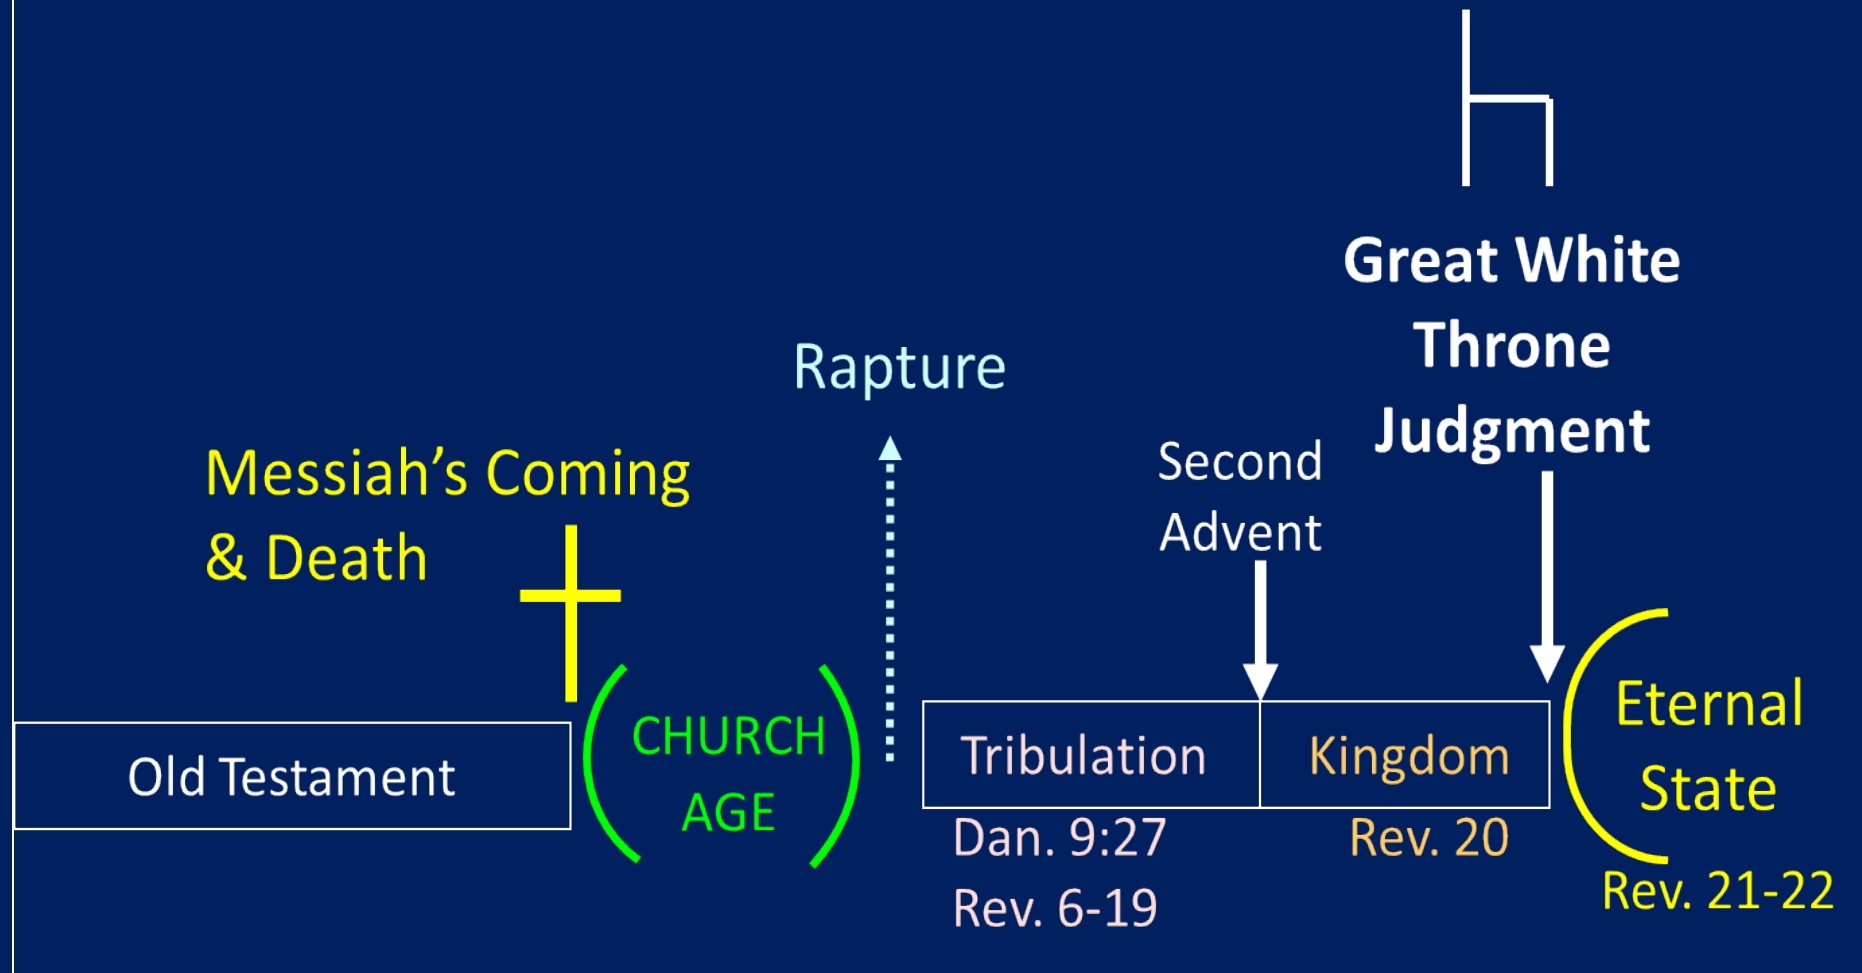 Great White
Throne
Judgment
Rapture
Messiah’s Coming
& Death
Second
Advent
Old Testament
CHURCH
AGE
Tribulation
Kingdom
Eternal
State
Dan. 9:27
Rev. 6-19
Rev. 20
Rev. 21-22